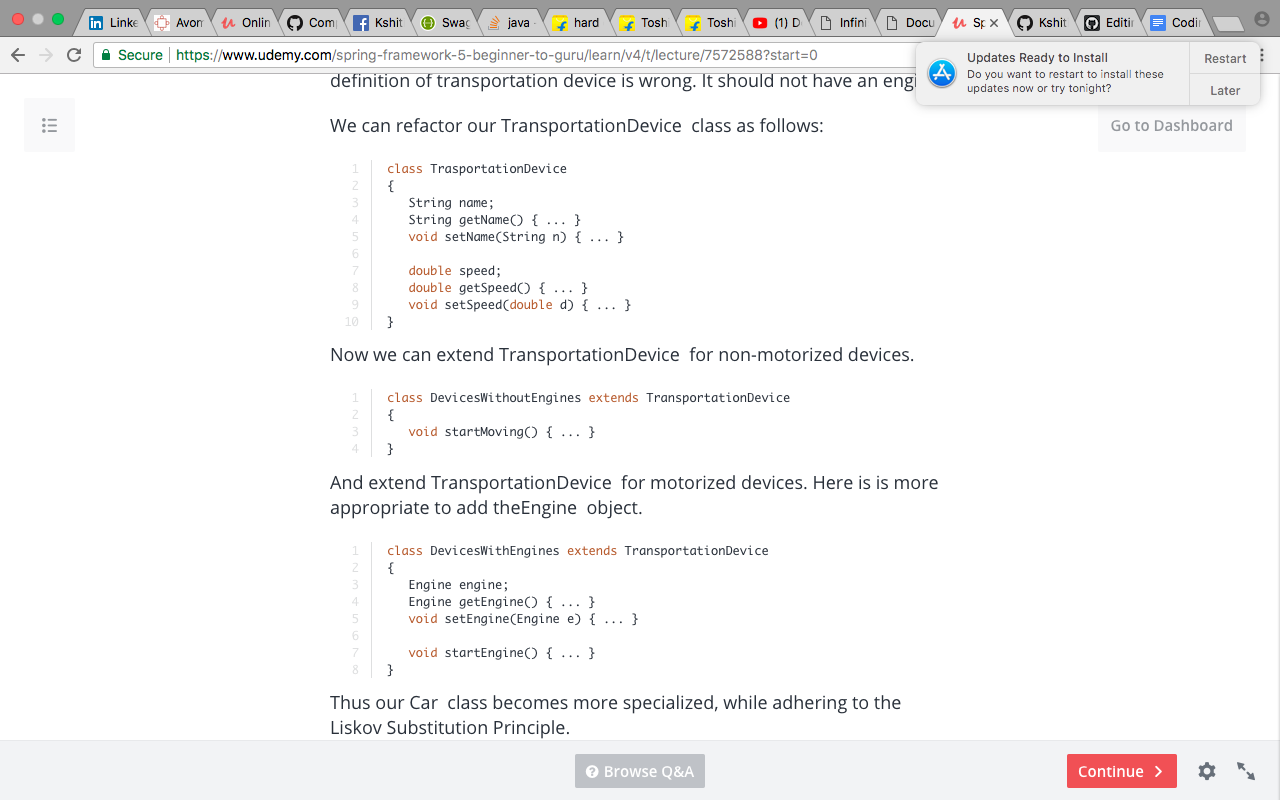 Linke
Avon
Onlin
Com
Kshit
Swag
java -
hard
Tosh
Toshi
(1) D
Infini
Docu
Sp
Kshit
Editi
Codin
Secure
https://www.udemy.com/spring-framework-5-beginner-to-guru/learn/v4/t/lecture/7572588?start=0
Updates Ready to Install
Do you want to restart to install these
updates now or try tonight?
Restart
Later
definition of transportation device is wrong. It should not have an engi
Go to Dashboard
We can refactor our TransportationDevice class as follows:
1 class TrasportationDevice
2 {
3 String name;
4 String getName() { ... }
5 void setName(String n) { ... }
6
7 double speed;
8 double getSpeed() { ... }
9 void setSpeed(double d) { ... }
10 }
Now we can extend TransportationDevice for non-motorized devices.
1 class DevicesWithoutEngines extends TransportationDevice
2 {
3 void startMoving() { ... }
4 }
And extend TransportationDevice for motorized devices. Here is is more
appropriate to add theEngine object.
1 class DevicesWithEngines extends TransportationDevice
2 {
3 Engine engine;
4 Engine getEngine() { ... }
5 void setEngine(Engine e) { ... }
6
7 void startEngine() { ... }
8 }
Thus our Car class becomes more specialized, while adhering to the
Liskov Substitution Principle.
Browse Q&A
Continue